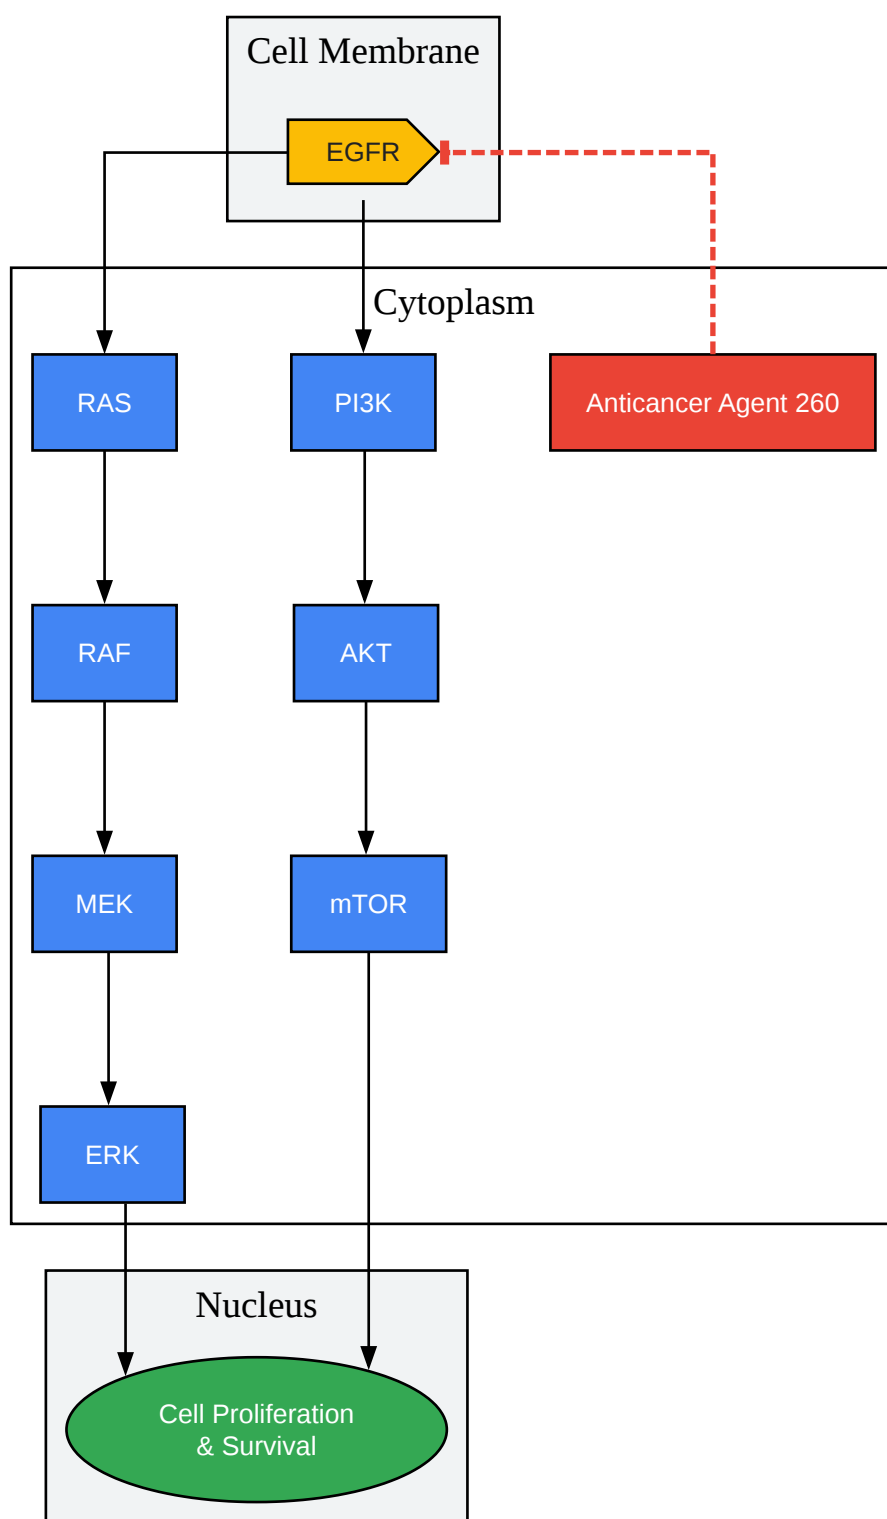 Cell Membrane
EGFR
Cytoplasm
RAS
PI3K
Anticancer Agent 260
RAF
AKT
MEK
mTOR
ERK
Nucleus
Cell Proliferation
& Survival